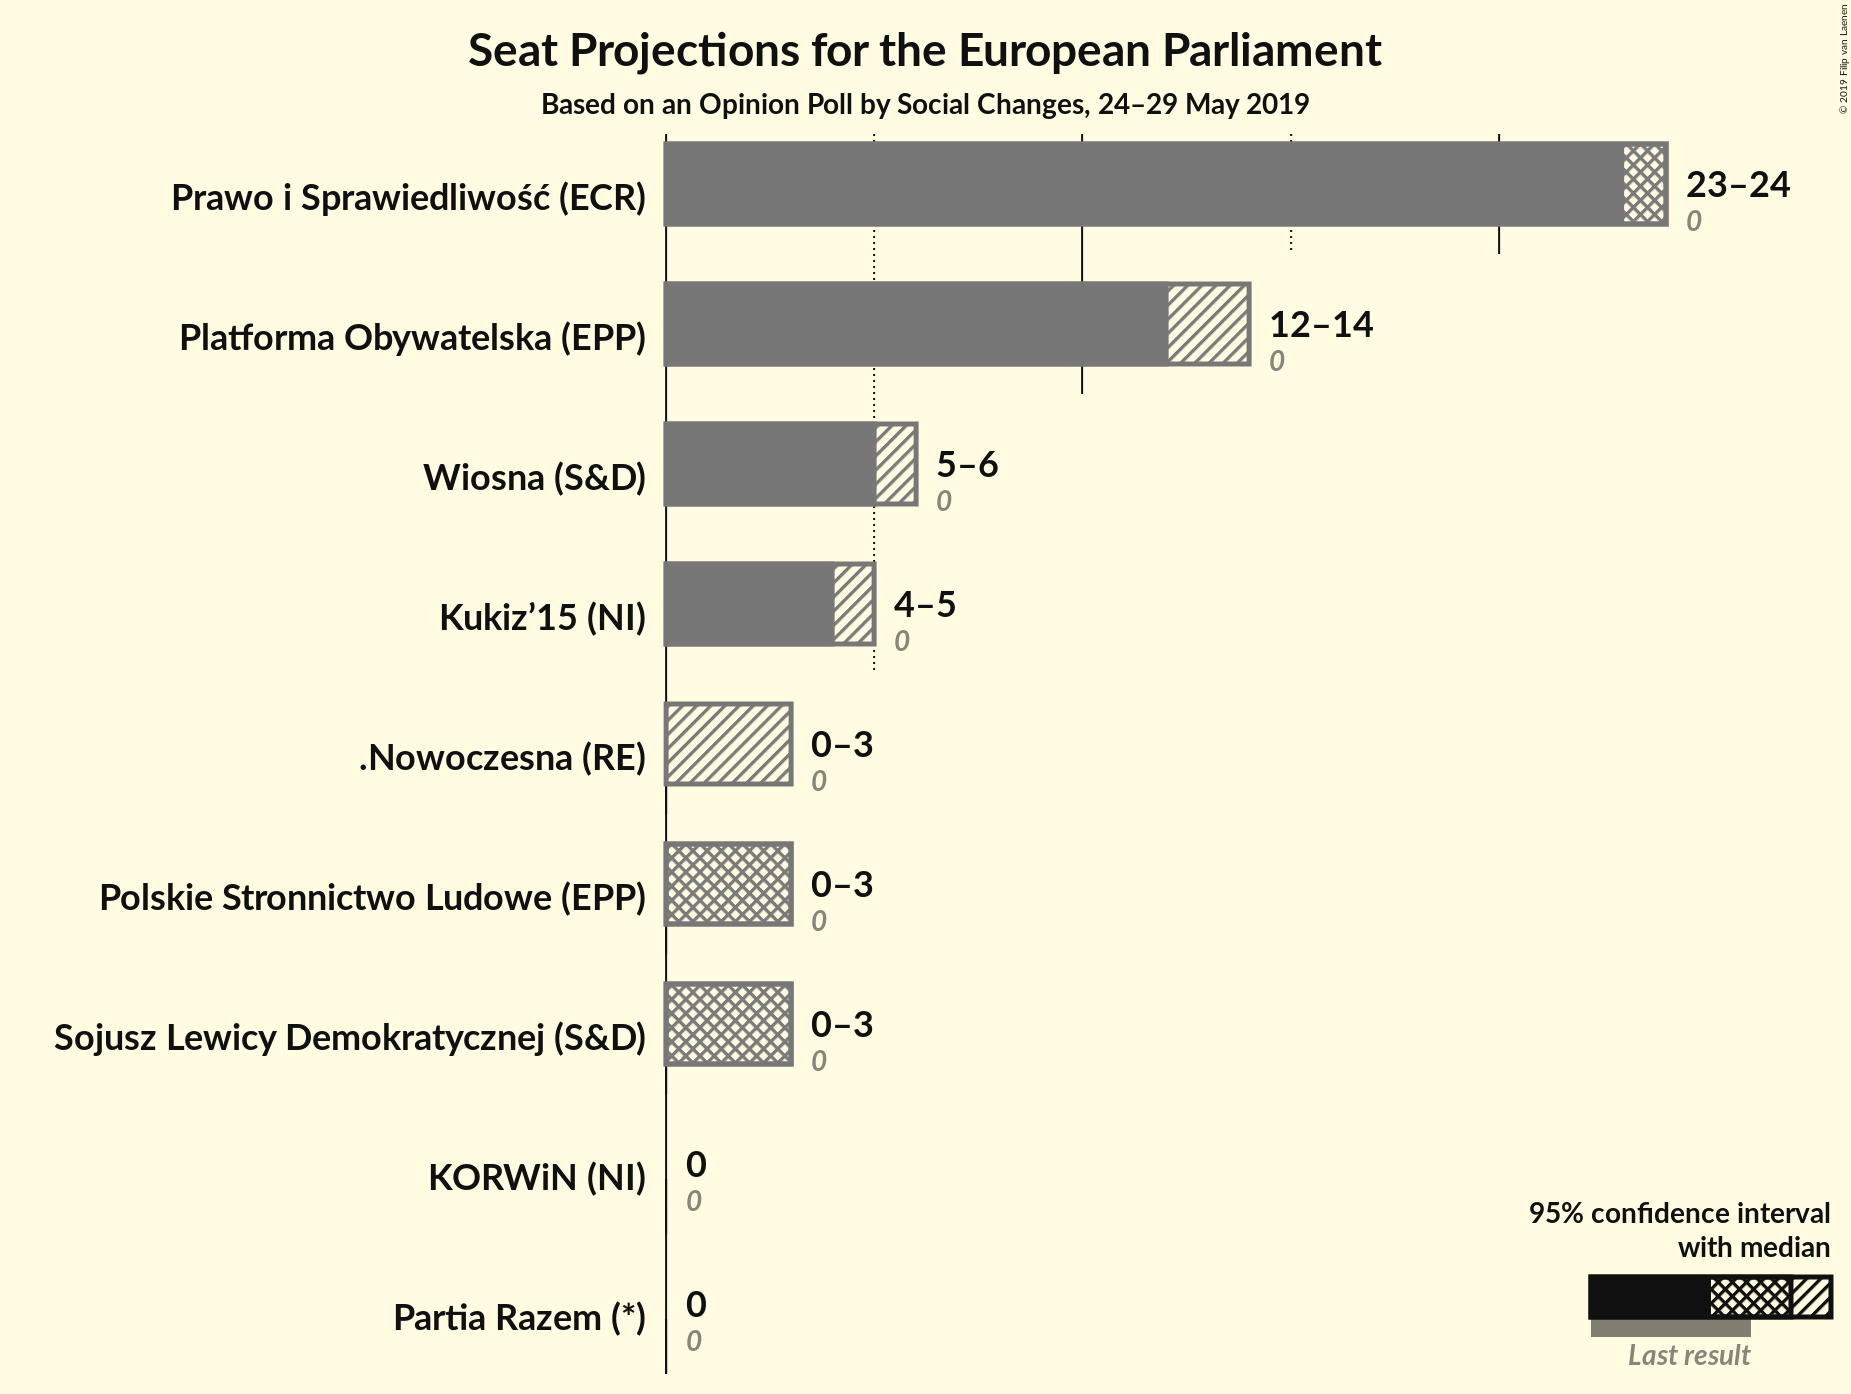 Seat Projections for the European Parliament
Based on an Opinion Poll by Social Changes, 24–29 May 2019
© 2019 Filip van Laenen
Prawo i Sprawiedliwość (ECR)
23–24
0
Platforma Obywatelska (EPP)
12–14
0
Wiosna (S&D)
5–6
0
Kukiz’15 (NI)
4–5
0
.Nowoczesna (RE)
0–3
0
Polskie Stronnictwo Ludowe (EPP)
0–3
0
Sojusz Lewicy Demokratycznej (S&D)
0–3
0
KORWiN (NI)
0
0
Partia Razem (*)
0
0
95% confidence interval
with median
Last result